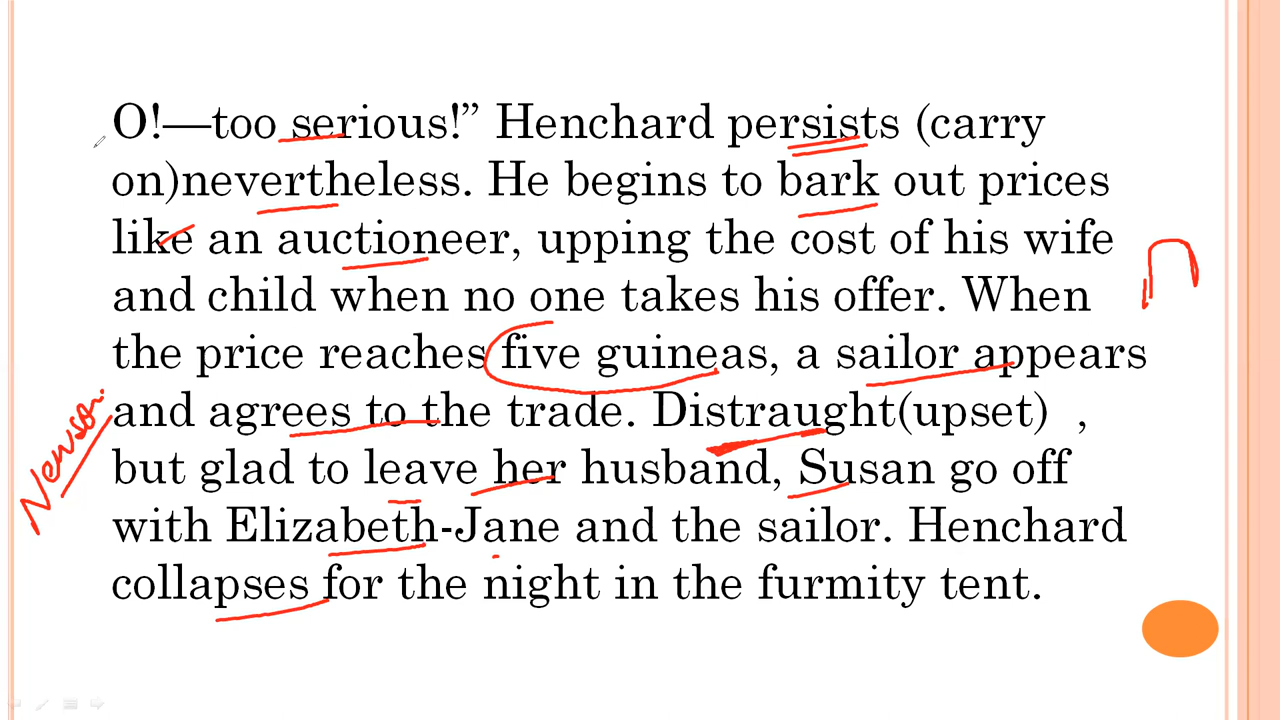 O!—too serious!” Henchard persists (carry
on)nevertheless. He begins to bark out prices
like an auctioneer, upping the cost of his wife
and child when no one takes his offer. When
the price reaches five guineas, a sailor appears
and agrees to the trade. Distraught(upset) ,
but glad to leave her husband, Susan go off
with Elizabeth-Jane and the sailor. Henchard
collapses for the night in the furmity tent.
Newson.